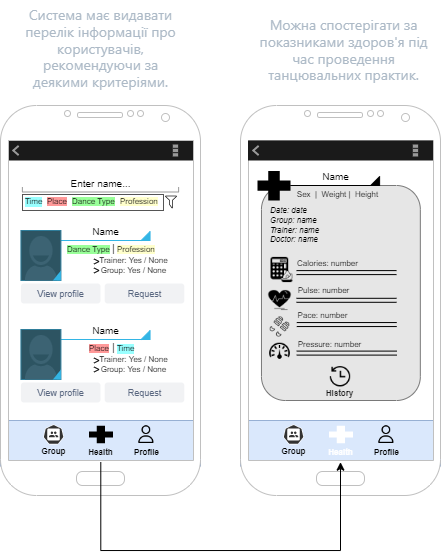 Система має видавати
перелік інформації про
користувачів,
рекомендуючи за
деякими критеріями.
Можна спостерігати за
показниками здоров'я під
час проведення
танцювальних практик.
Enter name...
Time Place Dance Type Profession
Name
Dance Type | Profession
>Trainer: Yes / None
> Group: Yes / None
View profile Request
Name
Place | Time
>Trainer: Yes / None
> Group: Yes / None
View profile Request
Group Health Profile
Name
Sex | Weight | Height
Date: date
Group: name
Trainer: name
Doctor: name
Calories: number
Pulse: number
Pace: number
Pressure: number
History
Group Health Profile